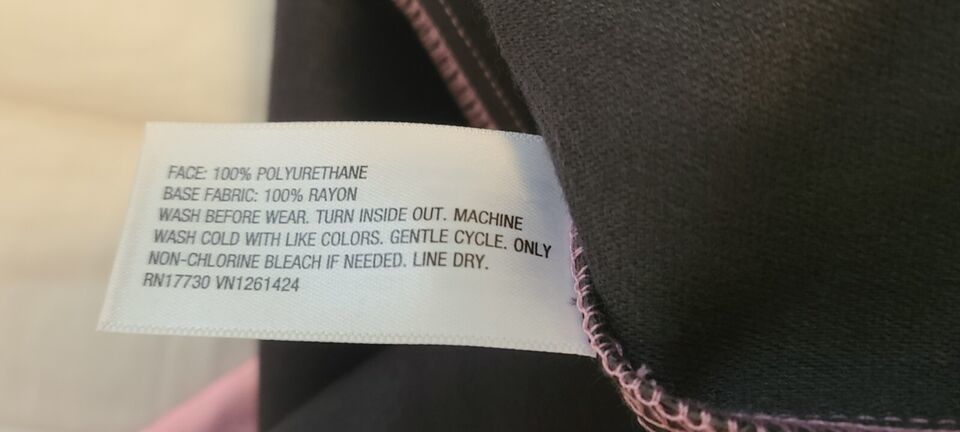 FACE: 100% POLYURETHANE
BASE FABRIC: 100% RAYON
WASH BEFORE WEAR. TURN INSIDE OUT. MACHINE
WASH COLD WITH LIKE COLORS. GENTLE CYCLE. ONLY
NON-CHLORINE BLEACH IF NEEDED. LINE DRY.
RN17730 VN1261424